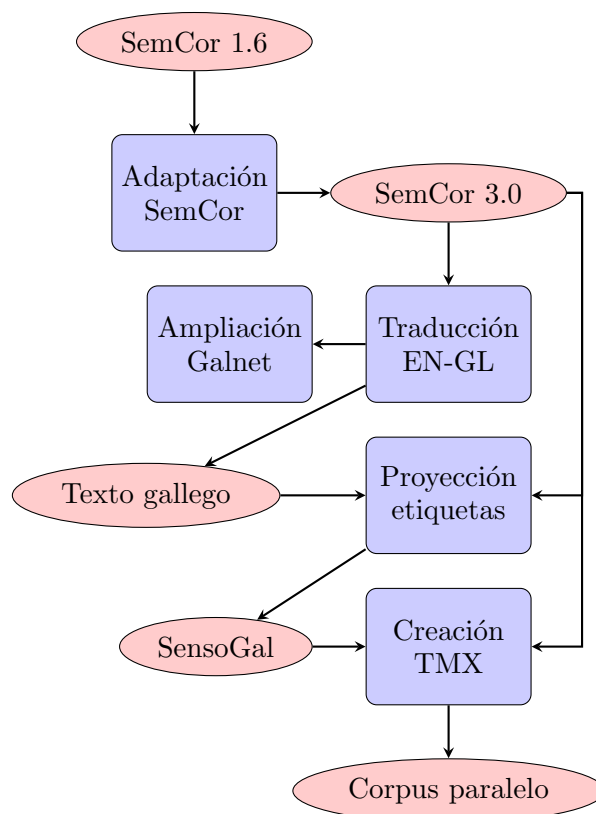 SemCor 1.6
Adaptación
SemCor
SemCor 3.0
Ampliación
Galnet
Traducción
EN-GL
Texto gallego
Proyección
etiquetas
SensoGal
Creación
TMX
Corpus paralelo